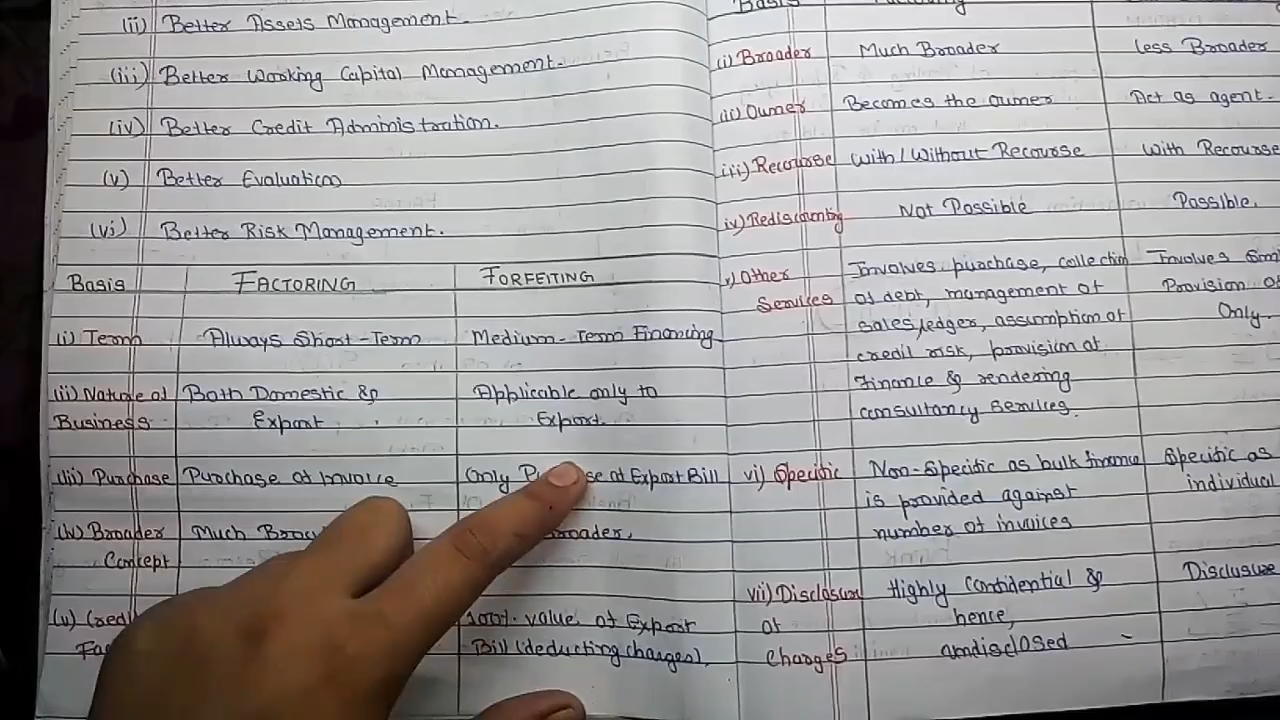 (ii) Better Assets Management.
(iii) Better Working Capital Management.
(iv) Better Credit Administration.
(v) Better Evaluation
(vi) Better Risk Management.
Basis FACTORING FORFEITING
(i) Term Always Short-Term Medium-Term Financing
(ii) Nature of Both Domestic & Applicable only to
Business Export Export.
(iii) Purchase Purchase of Invoice Only of Export Bill
(iv) Broader Much
Concept
(v)
100% value of Export
Bill (deducting charges).
Basis
(i) Broader Much Broader less Broader
(ii) Owner Becomes the owner Act as agent.
(iii) Recourse With/Without Recourse With Recourse
iv) Rediscounting Not Possible Possible.
v) Other Involves purchase, collection Involves
Services of debt, management of Provision of
sales ledger, assumption of Only
credit risk, provision of
finance & rendering
consultancy services.
vi) Specific Non-Specific as bulk finance Specific as
is provided against individual
number of invoices
vii) Disclosure Highly Confidential & Disclosure
of hence,
Charges undisclosed -